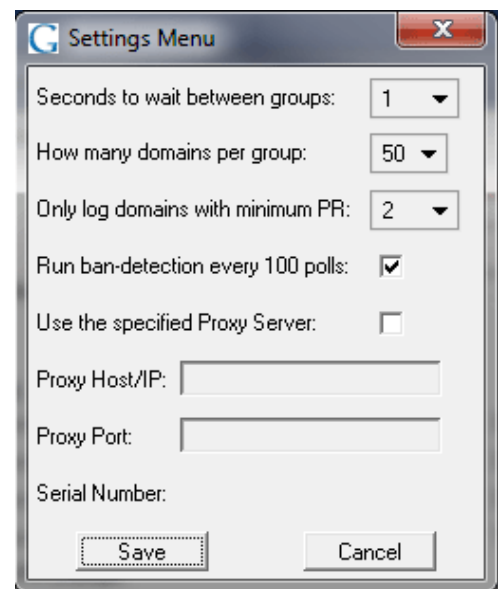 G Settings Menu
Seconds to wait between groups: 1
How many domains per group: 50
Only log domains with minimum PR: 2
Run ban-detection every 100 polls:
Use the specified Proxy Server:
Proxy Host/IP:
Proxy Port:
Serial Number:
Save Cancel